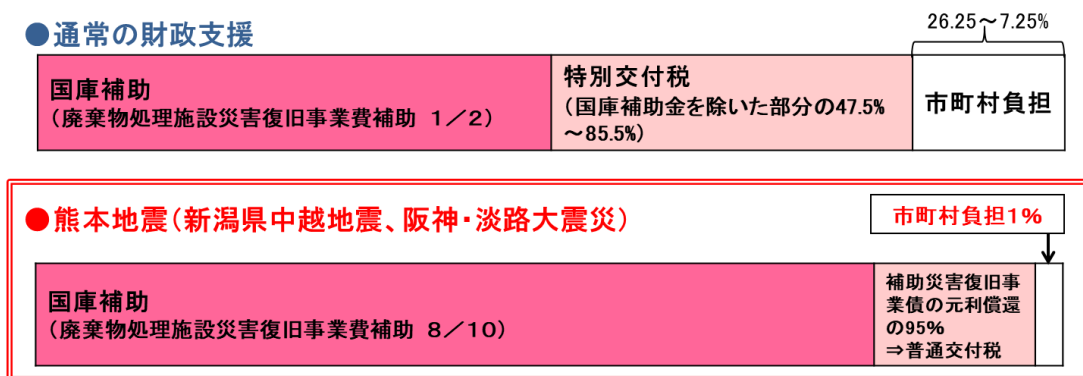 ●通常の財政支援
26.25～7.25%
国庫補助
(廃棄物処理施設災害復旧事業費補助 1／2)
特別交付税
(国庫補助金を除いた部分の47.5%
～85.5%)
市町村負担
●熊本地震(新潟県中越地震、阪神・淡路大震災)
市町村負担1%
国庫補助
(廃棄物処理施設災害復旧事業費補助 8／10)
補助災害復旧事
業債の元利償還
の95%
⇒普通交付税